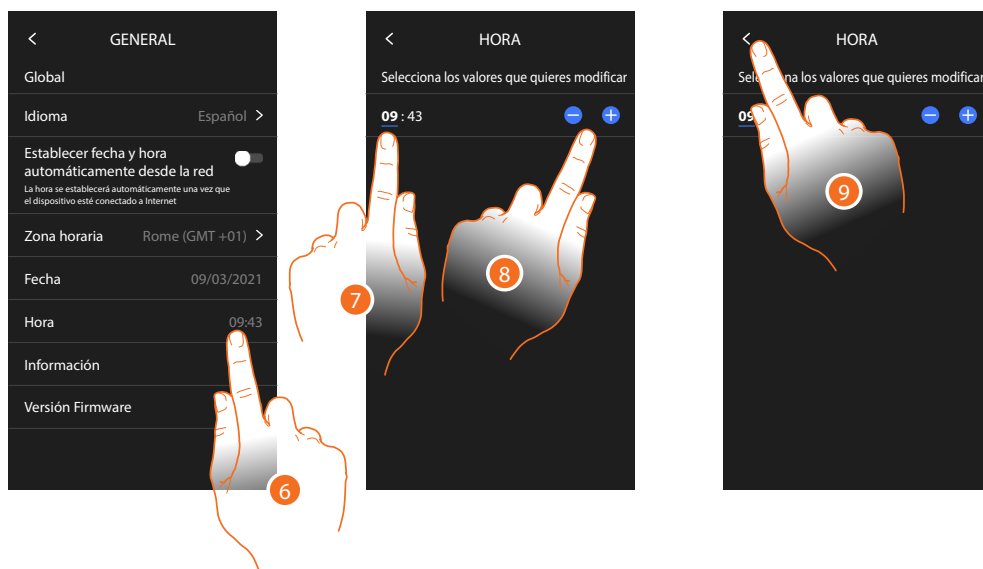 GENERAL
Global
Idioma Español
Establecer fecha y hora
automáticamente desde la red
La hora se establecerá automáticamente una vez que
el dispositivo esté conectado a Internet
Zona horaria Rome (GMT +01)
Fecha 09/03/2021
Hora 09:43
Información
Versión Firmware
6
HORA
Selecciona los valores que quieres modificar
09 : 43
7
8
HORA
Sel na los valores que quieres modificar
09
9